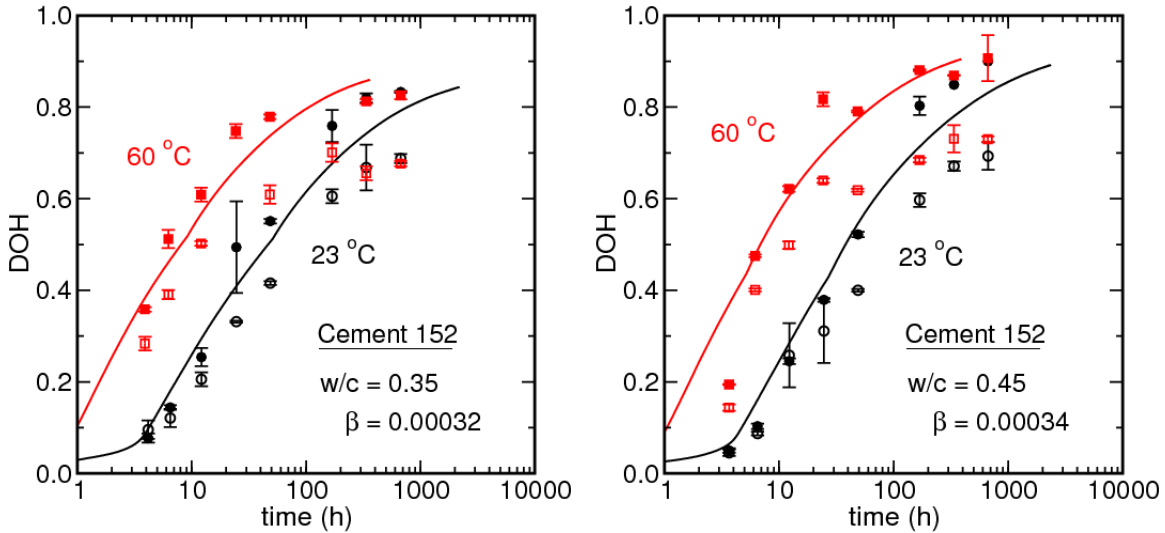 1.0
0.8
0.6
0.4
0.2
0.0
DOH
60 °C
23 °C
Cement 152
w/c = 0.35
β = 0.00032
1 10 100 1000 10000
time (h)
1.0
0.8
0.6
0.4
0.2
0.0
DOH
60 °C
23 °C
Cement 152
w/c = 0.45
β = 0.00034
1 10 100 1000 10000
time (h)